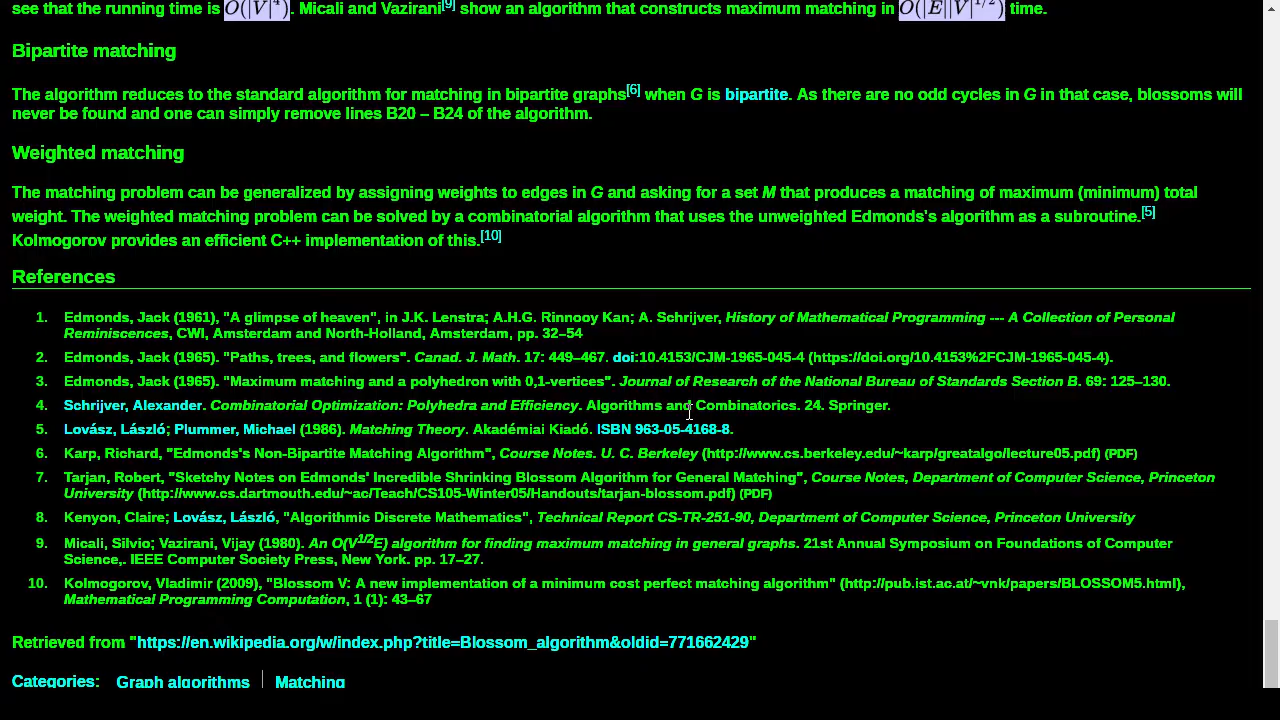 see that the running time is O(|V|⁴). Micali and Vazirani[9] show an algorithm that constructs maximum matching in O(|E||V|^1/2) time.
Bipartite matching
The algorithm reduces to the standard algorithm for matching in bipartite graphs[6] when G is bipartite. As there are no odd cycles in G in that case, blossoms will
never be found and one can simply remove lines B20 – B24 of the algorithm.
Weighted matching
The matching problem can be generalized by assigning weights to edges in G and asking for a set M that produces a matching of maximum (minimum) total
weight. The weighted matching problem can be solved by a combinatorial algorithm that uses the unweighted Edmonds's algorithm as a subroutine.[5]
Kolmogorov provides an efficient C++ implementation of this.[10]
References
1. Edmonds, Jack (1961), "A glimpse of heaven", in J.K. Lenstra; A.H.G. Rinnooy Kan; A. Schrijver, History of Mathematical Programming --- A Collection of Personal
Reminiscences, CWI, Amsterdam and North-Holland, Amsterdam, pp. 32–54
2. Edmonds, Jack (1965). "Paths, trees, and flowers". Canad. J. Math. 17: 449–467. doi:10.4153/CJM-1965-045-4 (https://doi.org/10.4153%2FCJM-1965-045-4).
3. Edmonds, Jack (1965). "Maximum matching and a polyhedron with 0,1-vertices". Journal of Research of the National Bureau of Standards Section B. 69: 125–130.
4. Schrijver, Alexander. Combinatorial Optimization: Polyhedra and Efficiency. Algorithms and Combinatorics. 24. Springer.
5. Lovász, László; Plummer, Michael (1986). Matching Theory. Akadémiai Kiadó. ISBN 963-05-4168-8.
6. Karp, Richard, "Edmonds's Non-Bipartite Matching Algorithm", Course Notes. U. C. Berkeley (http://www.cs.berkeley.edu/~karp/greatalgo/lecture05.pdf) (PDF)
7. Tarjan, Robert, "Sketchy Notes on Edmonds' Incredible Shrinking Blossom Algorithm for General Matching", Course Notes, Department of Computer Science, Princeton
University (http://www.cs.dartmouth.edu/~ac/Teach/CS105-Winter05/Handouts/tarjan-blossom.pdf) (PDF)
8. Kenyon, Claire; Lovász, László, "Algorithmic Discrete Mathematics", Technical Report CS-TR-251-90, Department of Computer Science, Princeton University
9. Micali, Silvio; Vazirani, Vijay (1980). An O(V^1/2E) algorithm for finding maximum matching in general graphs. 21st Annual Symposium on Foundations of Computer
Science,. IEEE Computer Society Press, New York. pp. 17–27.
10. Kolmogorov, Vladimir (2009), "Blossom V: A new implementation of a minimum cost perfect matching algorithm" (http://pub.ist.ac.at/~vnk/papers/BLOSSOM5.html),
Mathematical Programming Computation, 1 (1): 43–67
Retrieved from "https://en.wikipedia.org/w/index.php?title=Blossom_algorithm&oldid=771662429"
Categories: Graph algorithms | Matching